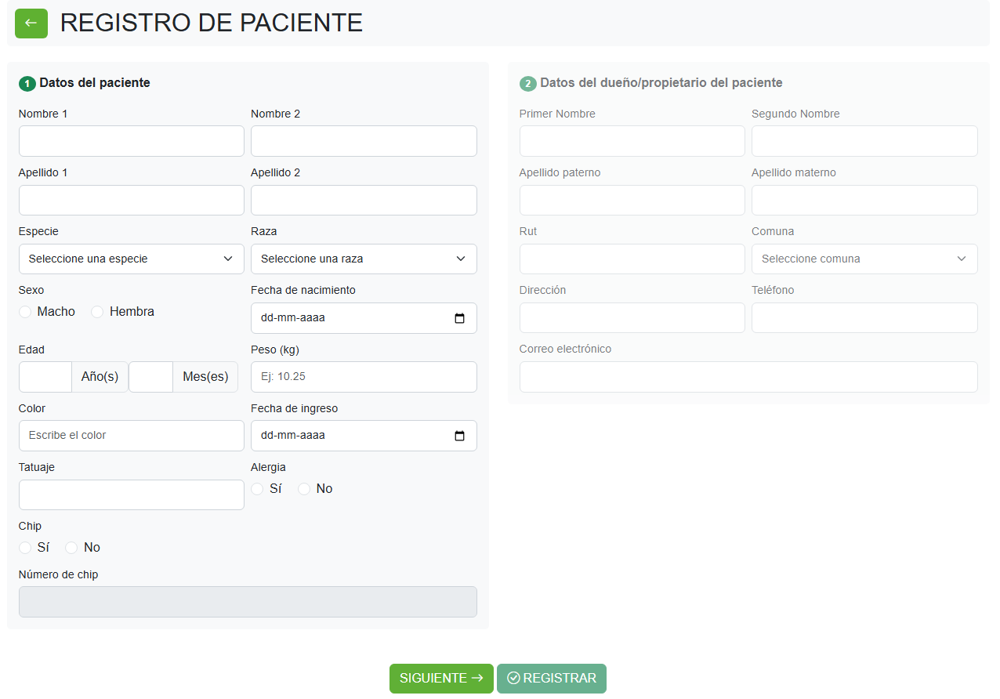 REGISTRO DE PACIENTE
1 Datos del paciente
Nombre 1 Nombre 2
Apellido 1 Apellido 2
Especie Raza
Seleccione una especie Seleccione una raza
Sexo Fecha de nacimiento
Macho Hembra
dd-mm-aaaa
Edad Peso (kg)
Año(s) Mes(es) Ej: 10.25
Color Fecha de ingreso
Escribe el color dd-mm-aaaa
Tatuaje Alergia
Sí No
Chip
Sí No
Número de chip
2 Datos del dueño/propietario del paciente
Primer Nombre Segundo Nombre
Apellido paterno Apellido materno
Rut Comuna
Seleccione comuna
Dirección Teléfono
Correo electrónico
SIGUIENTE → REGISTRAR